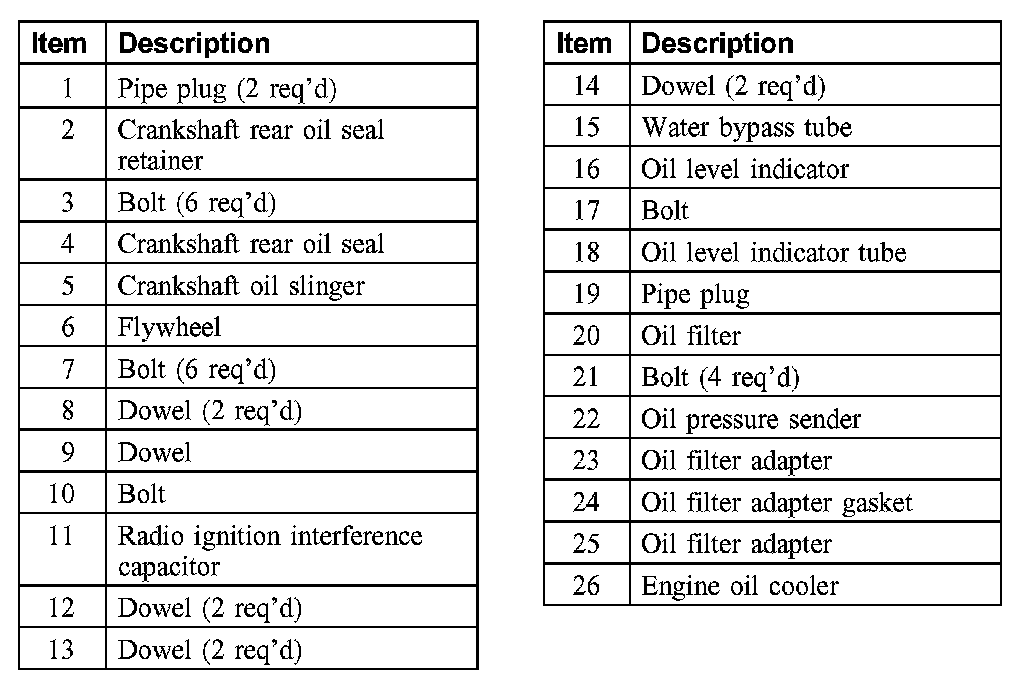 Item Description
1 Pipe plug (2 req'd)
2 Crankshaft rear oil seal
retainer
3 Bolt (6 req'd)
4 Crankshaft rear oil seal
5 Crankshaft oil slinger
6 Flywheel
7 Bolt (6 req'd)
8 Dowel (2 req'd)
9 Dowel
10 Bolt
11 Radio ignition interference
capacitor
12 Dowel (2 req'd)
13 Dowel (2 req'd)
Item Description
14 Dowel (2 req'd)
15 Water bypass tube
16 Oil level indicator
17 Bolt
18 Oil level indicator tube
19 Pipe plug
20 Oil filter
21 Bolt (4 req'd)
22 Oil pressure sender
23 Oil filter adapter
24 Oil filter adapter gasket
25 Oil filter adapter
26 Engine oil cooler